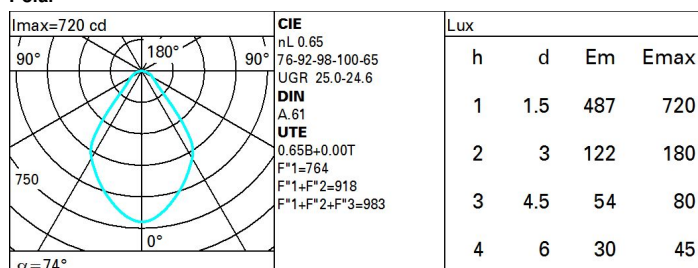 Imax=720 cd
90°
180°
90°
750
0°
α=74°
CIE
nL 0.65
76-92-98-100-65
UGR 25.0-24.6
DIN
A.61
UTE
0.65B+0.00T
F"1=764
F"1+F"2=918
F"1+F"2+F"3=983
Lux
h d Em Emax
1 1.5 487 720
2 3 122 180
3 4.5 54 80
4 6 30 45